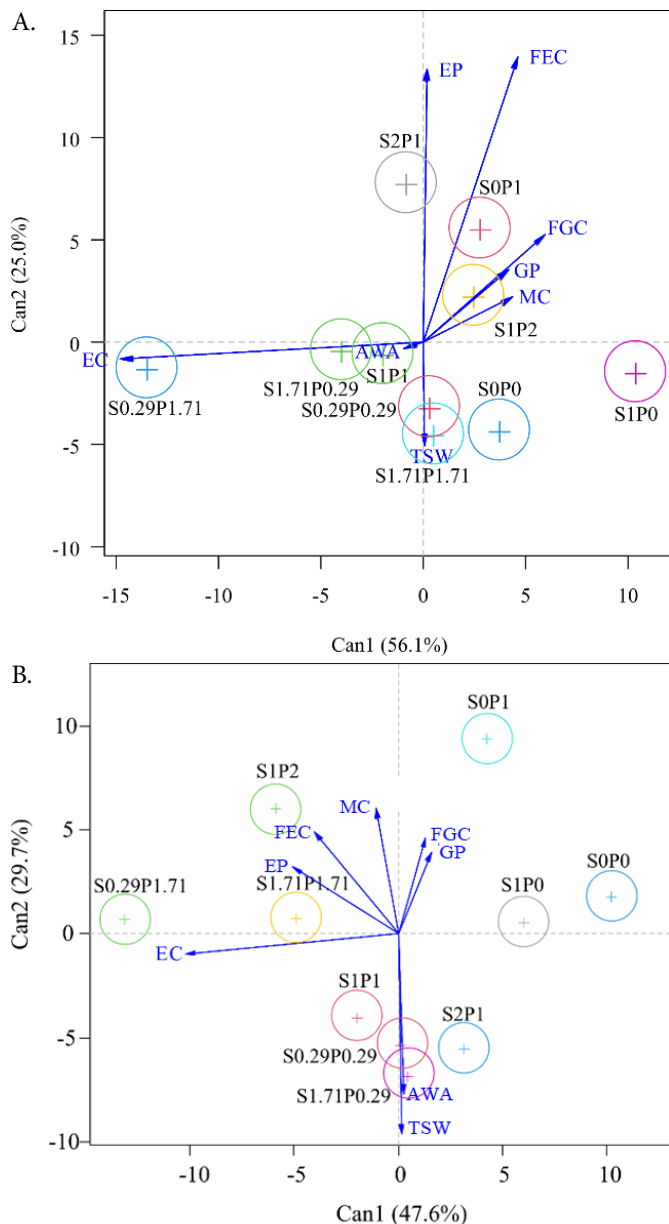 A.
15
EP
FEC
S2P1
10
S0P1
Can2 (25.0%)
5
FGC
GP
MC
S1P2
0
EC
AWA
S1P1
S1.71P0.29
S0.29P1.71
S0.29P0.29
S0P0
S1P0
-5
TSW
S1.71P1.71
-10
-15 -10 -5 0 5 10
Can1 (56.1%)
B.
S0P1
10
S1P2
MC
5
FEC
FGC
GP
EP
S0P0
Can2 (29.7%)
S0.29P1.71
S1.71P1.71
S1P0
0
EC
S1P1
S2P1
-5
S0.29P0.29
S1.71P0.29
AWA
TSW
-10
-10 -5 0 5 10
Can1 (47.6%)